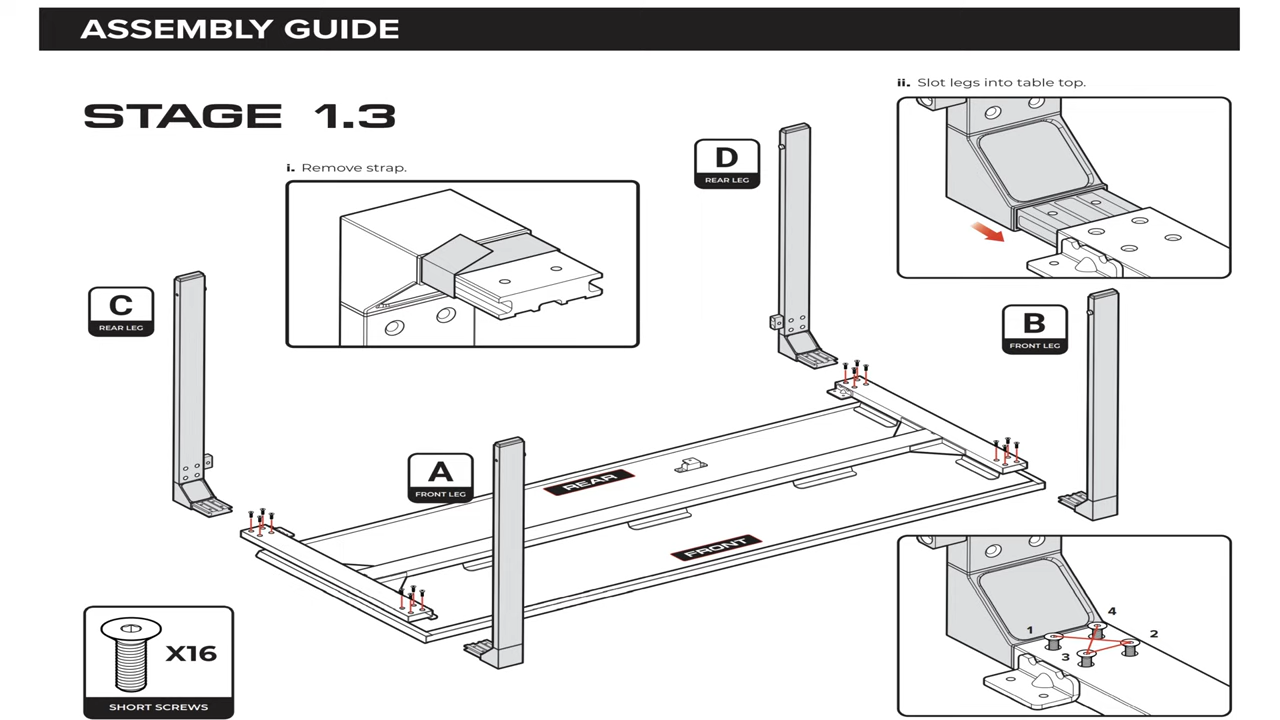 ASSEMBLY GUIDE
STAGE 1.3
i. Remove strap.
ii. Slot legs into table top.
D
REAR LEG
C
REAR LEG
B
FRONT LEG
A
FRONT LEG
REAR
FRONT
1
2
3
4
X16
SHORT SCREWS